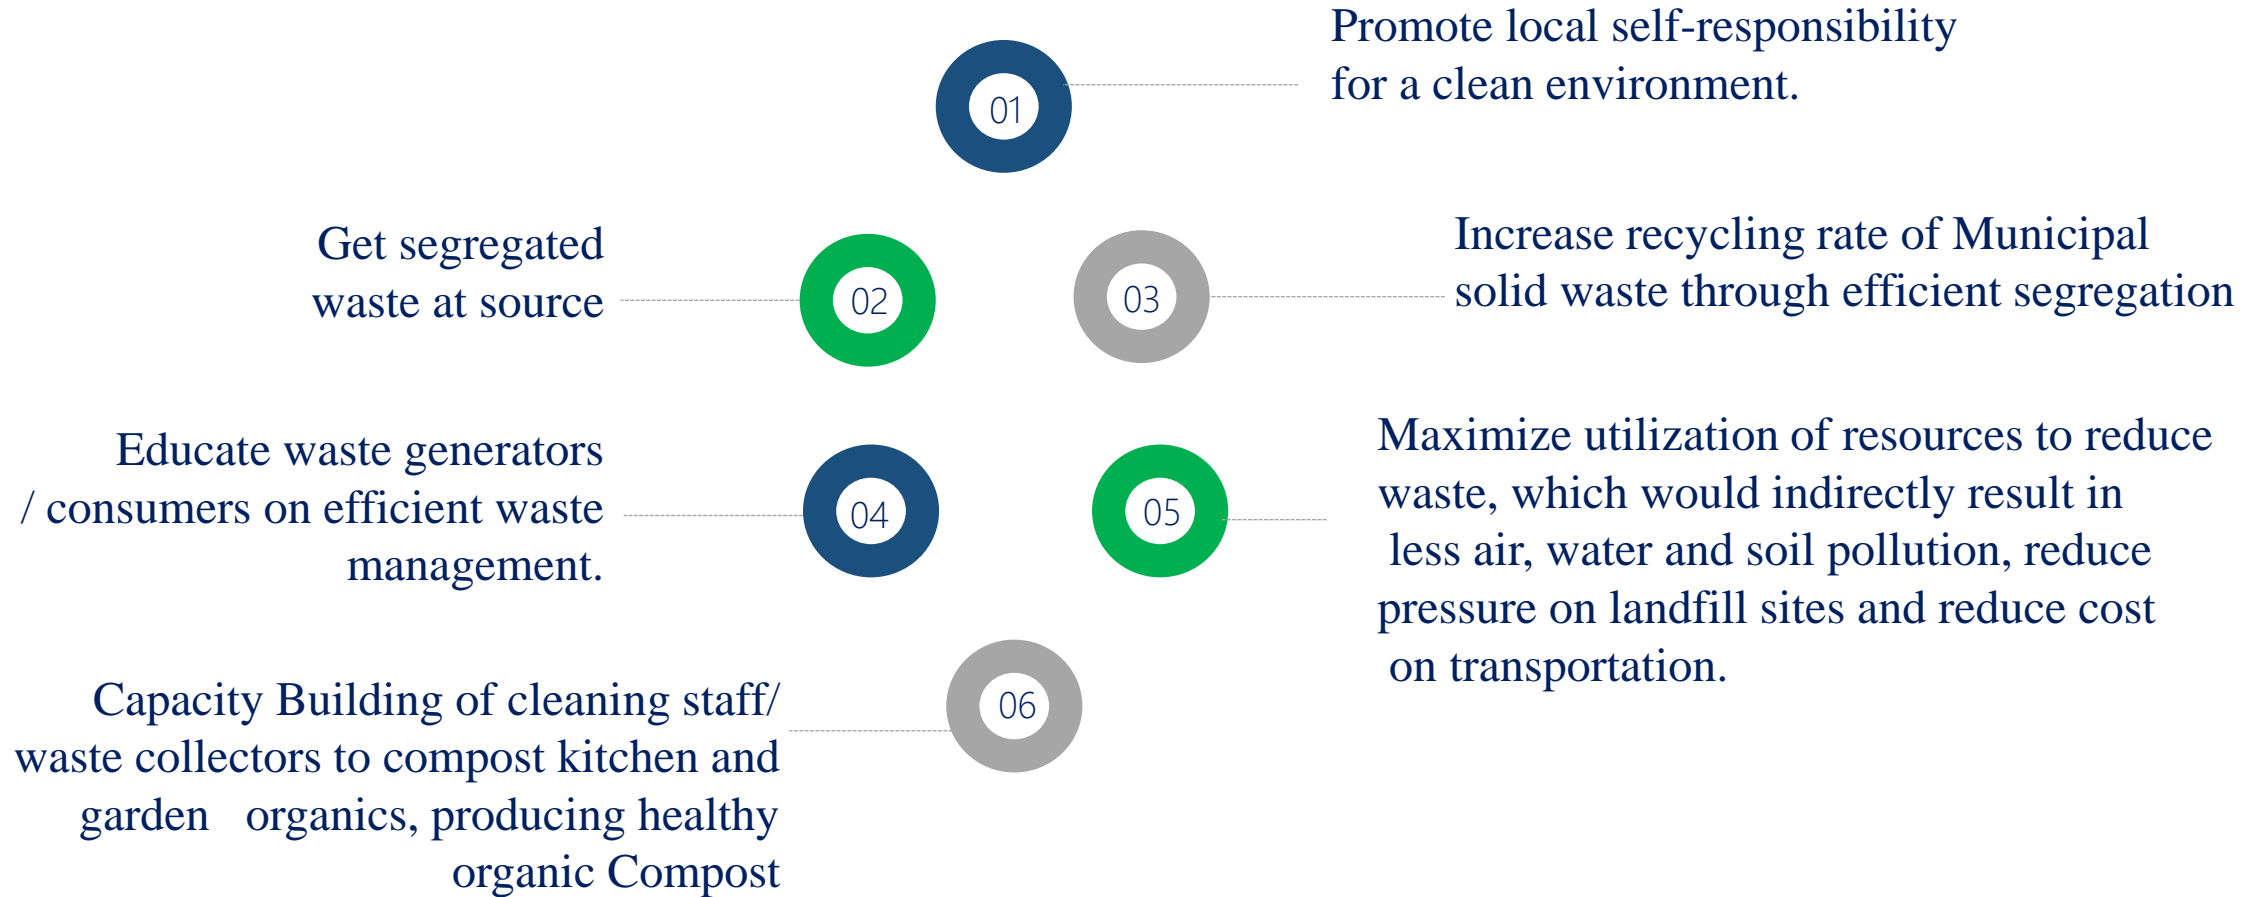 01
Promote local self-responsibility
for a clean environment.
Get segregated
waste at source
02
03
Increase recycling rate of Municipal
solid waste through efficient segregation
Educate waste generators
/ consumers on efficient waste
management.
04
05
Maximize utilization of resources to reduce
waste, which would indirectly result in
less air, water and soil pollution, reduce
pressure on landfill sites and reduce cost
on transportation.
Capacity Building of cleaning staff/
waste collectors to compost kitchen and
garden   organics, producing healthy
organic Compost
06